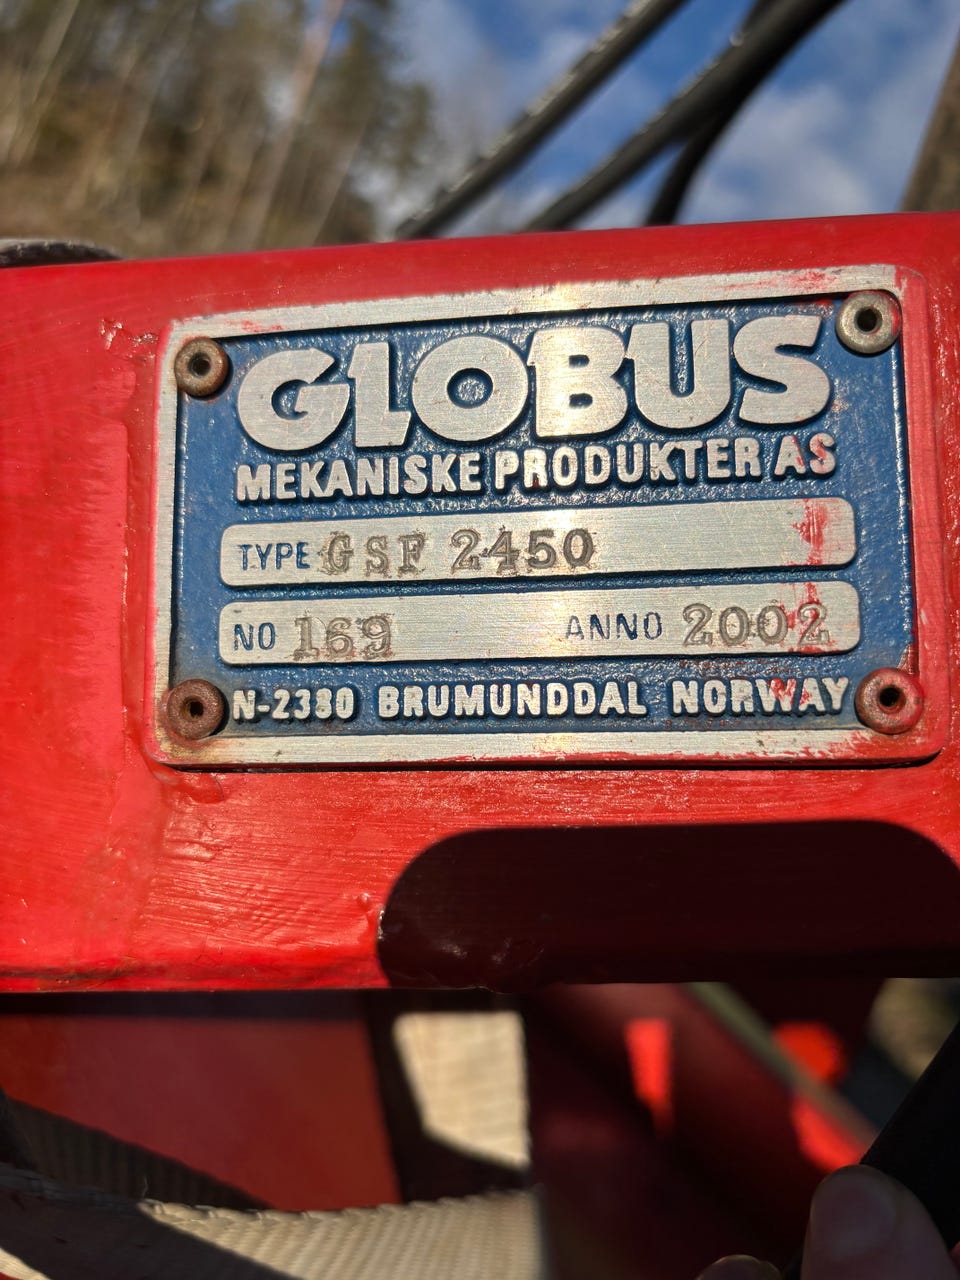 GLOBUS
MEKANISKE PRODUKTER AS
TYPE GSF 2450
NO 169 ANNO 2002
N-2380 BRUMUNDDAL NORWAY